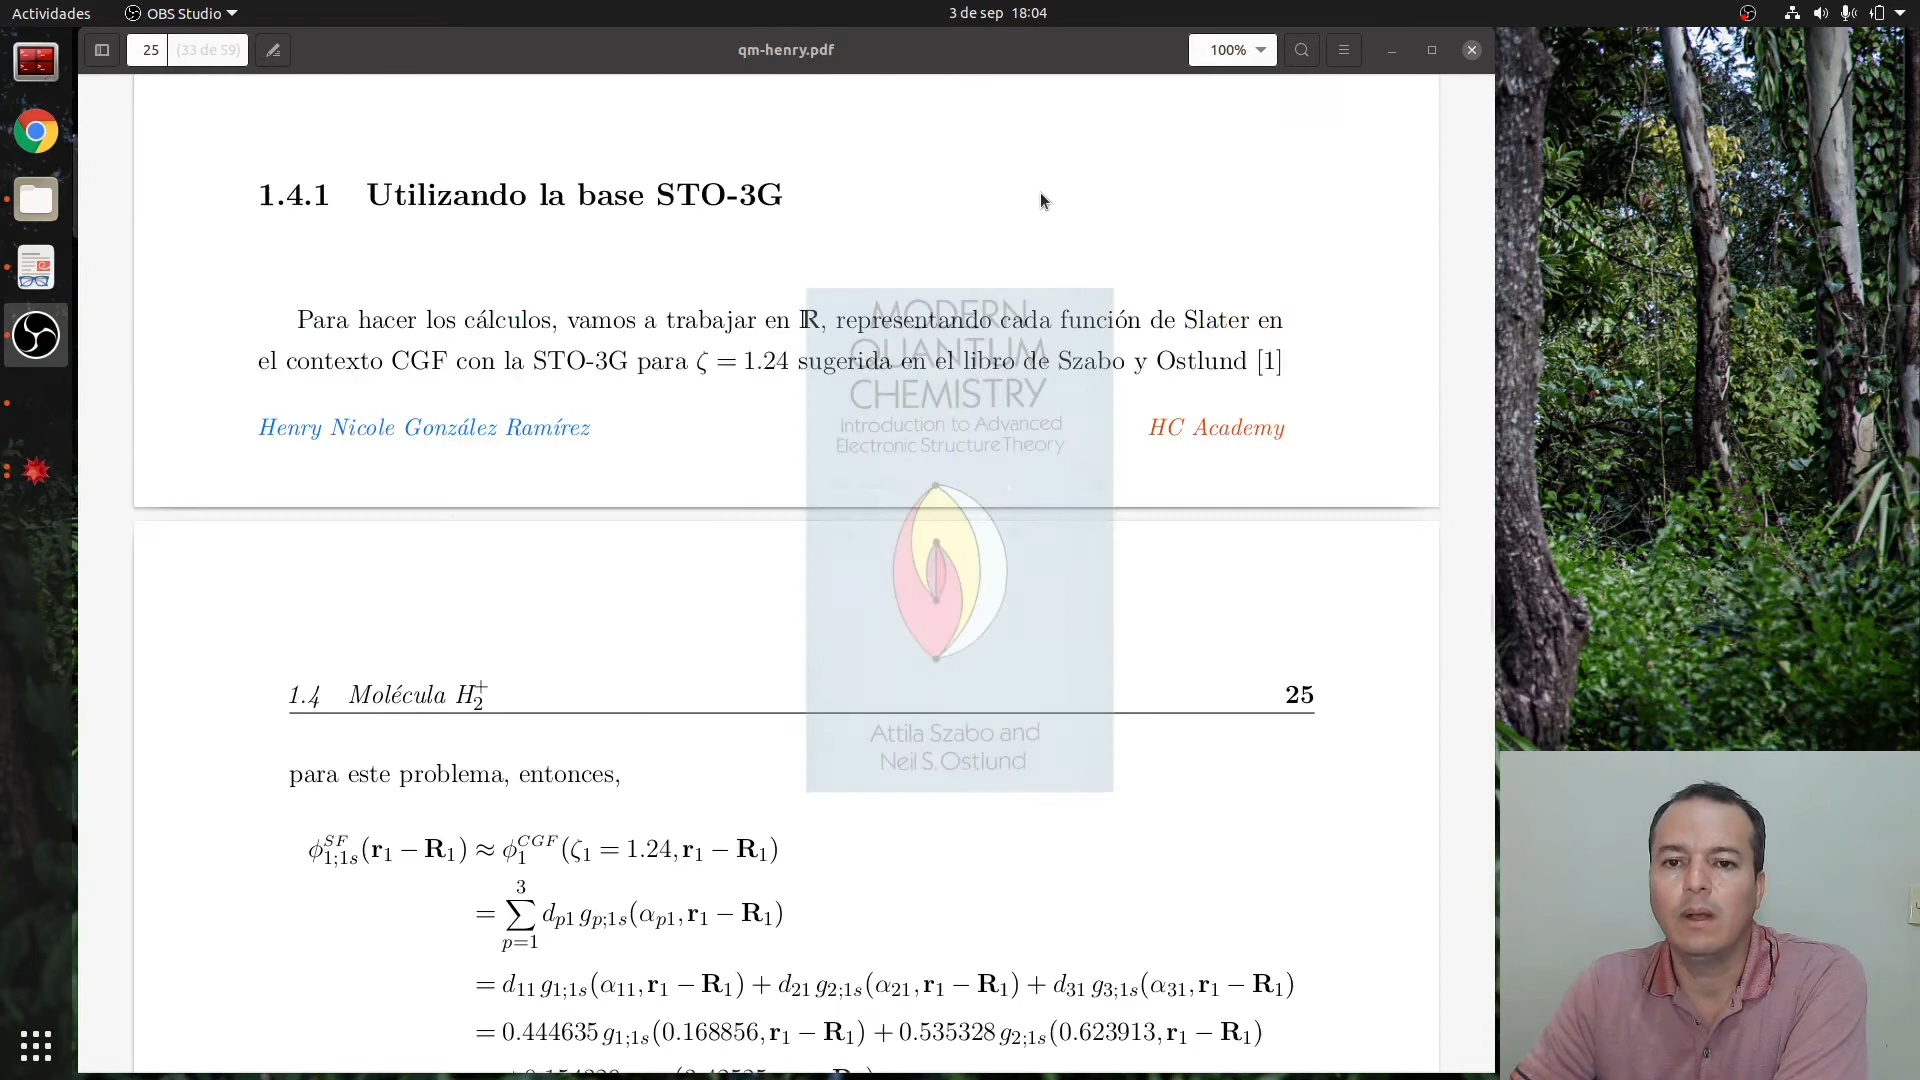 Actividades
OBS Studio
3 de sep 18:04
25 (33 de 59)
qm-henry.pdf
100%
1.4.1 Utilizando la base STO-3G
Para hacer los cálculos, vamos a trabajar en ℝ, representando cada función de Slater en
el contexto CGF con la STO-3G para ζ = 1.24 sugerida en el libro de Szabo y Ostlund [1]
Henry Nicole González Ramírez
HC Academy
MODERN
QUANTUM
CHEMISTRY
Introduction to Advanced
Electronic Structure Theory
Attila Szabo and
Neil S. Ostlund
1.4 Molécula H₂⁺
25
para este problema, entonces,
ϕ^{SF}_{1;1s}(r₁ − R₁) ≈ ϕ^{CGF}_1(ζ₁ = 1.24, r₁ − R₁)
= ∑_{p=1}^{3} d_{p1} g_{p;1s}(α_{p1}, r₁ − R₁)
= d₁₁ g_{1;1s}(α₁₁, r₁ − R₁) + d₂₁ g_{2;1s}(α₂₁, r₁ − R₁) + d₃₁ g_{3;1s}(α₃₁, r₁ − R₁)
= 0.444635 g_{1;1s}(0.168856, r₁ − R₁) + 0.535328 g_{2;1s}(0.623913, r₁ − R₁)